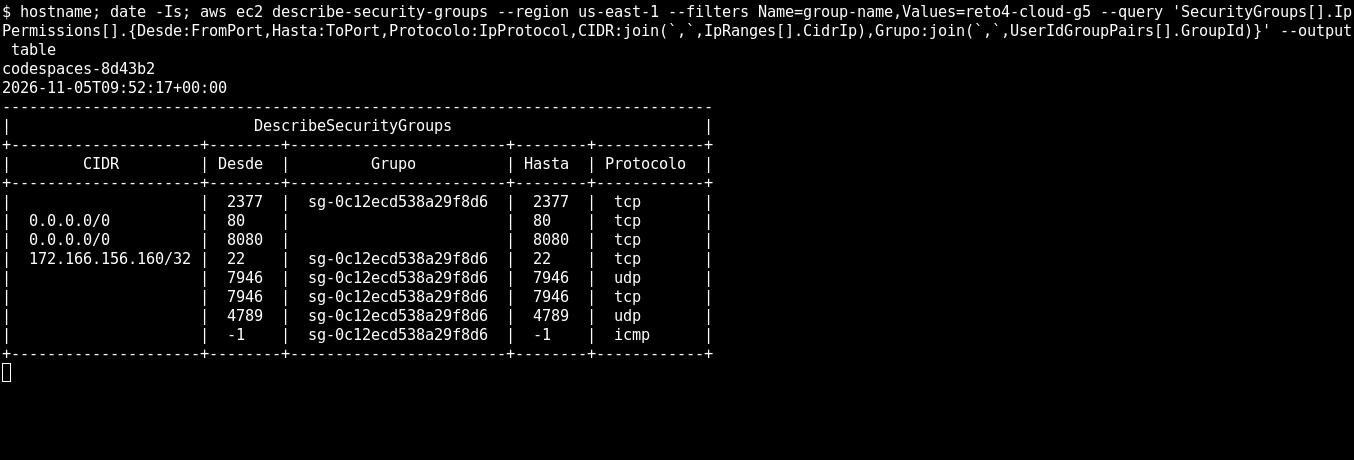 $ hostname; date -Is; aws ec2 describe-security-groups --region us-east-1 --filters Name=group-name,Values=reto4-cloud-g5 --query 'SecurityGroups[].Ip
Permissions[].{Desde:FromPort,Hasta:ToPort,Protocolo:IpProtocol,CIDR:join(`,`,IpRanges[].CidrIp),Grupo:join(`,`,UserIdGroupPairs[].GroupId)}' --output
 table
codespaces-8d43b2
2026-11-05T09:52:17+00:00
-------------------------------------------------------------------------------
|                           DescribeSecurityGroups                            |
+---------------------+--------+------------------------+--------+------------+
|        CIDR         | Desde  |         Grupo          | Hasta  | Protocolo  |
+---------------------+--------+------------------------+--------+------------+
|                     |  2377  |  sg-0c12ecd538a29f8d6  |  2377  |  tcp       |
|  0.0.0.0/0          |  80    |                        |  80    |  tcp       |
|  0.0.0.0/0          |  8080  |                        |  8080  |  tcp       |
|  172.166.156.160/32 |  22    |  sg-0c12ecd538a29f8d6  |  22    |  tcp       |
|                     |  7946  |  sg-0c12ecd538a29f8d6  |  7946  |  udp       |
|                     |  7946  |  sg-0c12ecd538a29f8d6  |  7946  |  tcp       |
|                     |  4789  |  sg-0c12ecd538a29f8d6  |  4789  |  udp       |
|                     |  -1    |  sg-0c12ecd538a29f8d6  |  -1    |  icmp      |
+---------------------+--------+------------------------+--------+------------+